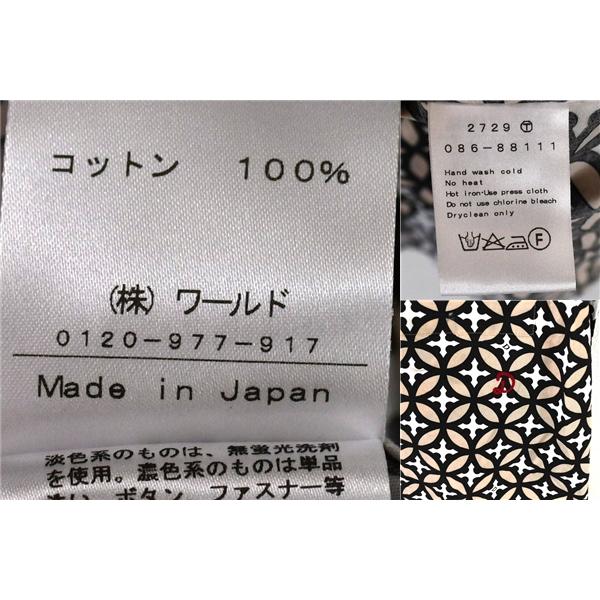 コットン 100%
(株) ワールド
0120-977-917
Made in Japan
淡色系のものは、無蛍光洗剤
を使用。濃色系のものは単品
ボタン、ファスナー等
2729 Ⓣ
086-88111
Hand wash cold
No heat
Hot iron·Use press cloth
Do not use chlorine bleach
Dryclean only
F